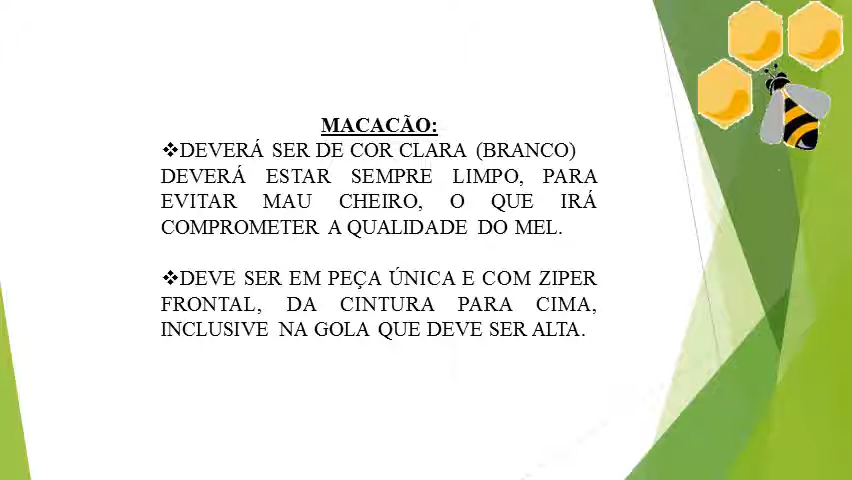 MACACÃO:
❖DEVERÁ SER DE COR CLARA (BRANCO)
DEVERÁ ESTAR SEMPRE LIMPO, PARA
EVITAR MAU CHEIRO, O QUE IRÁ
COMPROMETER A QUALIDADE DO MEL.
❖DEVE SER EM PEÇA ÚNICA E COM ZIPER
FRONTAL, DA CINTURA PARA CIMA,
INCLUSIVE NA GOLA QUE DEVE SER ALTA.